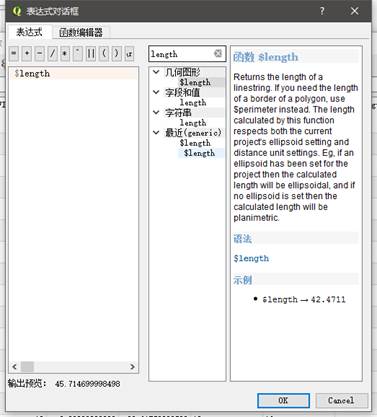 表达式对话框
表达式 函数编辑器
= + - / * ^ || ( )
length
$length
几何图形
$length
字段和值
length
字符串
length
最近(generic)
$length
$length
函数 $length
Returns the length of a
linestring. If you need the length
of a border of a polygon, use
$perimeter instead. The length
calculated by this function
respects both the current
project's ellipsoid setting and
distance unit settings. Eg, if an
ellipsoid has been set for the
project then the calculated
length will be ellipsoidal, and if
no ellipsoid is set then the
calculated length will be
planimetric.
语法
$length
示例
• $length → 42.4711
输出预览: 45.714699998498
OK Cancel